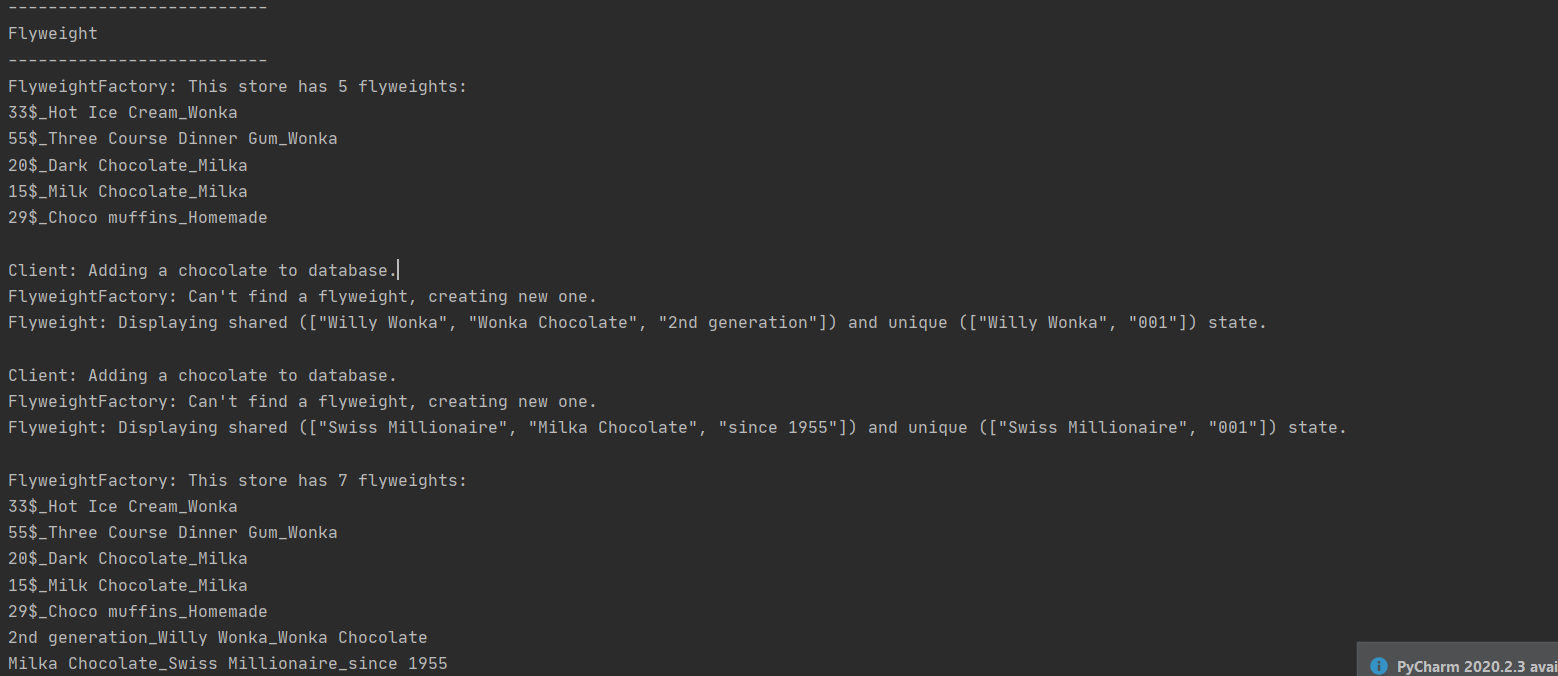 --------------------------
Flyweight
--------------------------
FlyweightFactory: This store has 5 flyweights:
33$_Hot Ice Cream_Wonka
55$_Three Course Dinner Gum_Wonka
20$_Dark Chocolate_Milka
15$_Milk Chocolate_Milka
29$_Choco muffins_Homemade
Client: Adding a chocolate to database.
FlyweightFactory: Can't find a flyweight, creating new one.
Flyweight: Displaying shared (["Willy Wonka", "Wonka Chocolate", "2nd generation"]) and unique (["Willy Wonka", "001"]) state.
Client: Adding a chocolate to database.
FlyweightFactory: Can't find a flyweight, creating new one.
Flyweight: Displaying shared (["Swiss Millionaire", "Milka Chocolate", "since 1955"]) and unique (["Swiss Millionaire", "001"]) state.
FlyweightFactory: This store has 7 flyweights:
33$_Hot Ice Cream_Wonka
55$_Three Course Dinner Gum_Wonka
20$_Dark Chocolate_Milka
15$_Milk Chocolate_Milka
29$_Choco muffins_Homemade
2nd generation_Willy Wonka_Wonka Chocolate
Milka Chocolate_Swiss Millionaire_since 1955
PyCharm 2020.2.3 avai